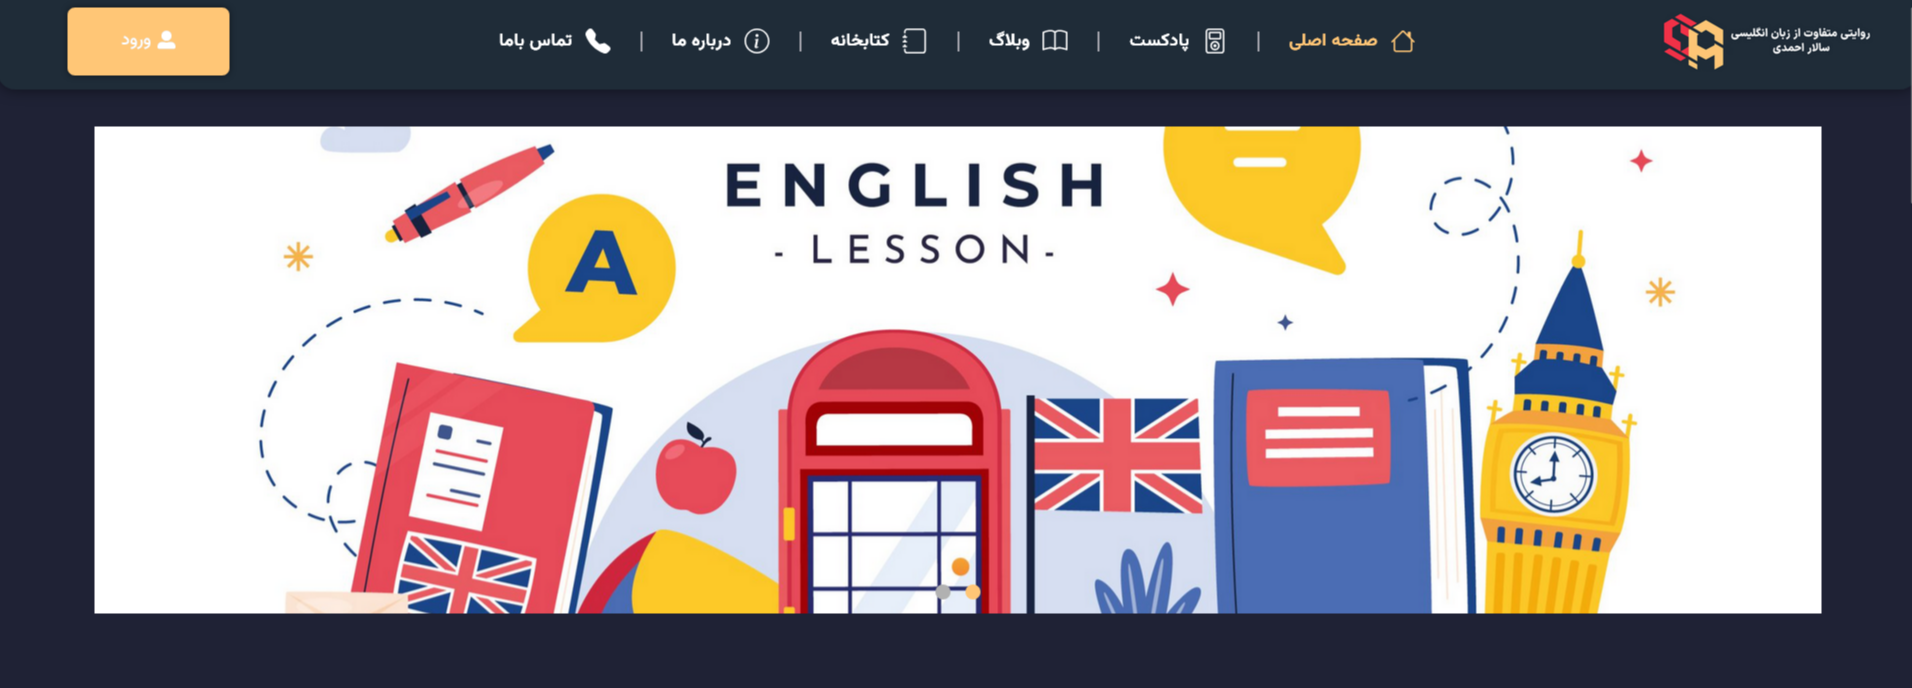 روایتی متفاوت از زبان انگلیسی
سالار احمدی
صفحه اصلی | پادکست | وبلاگ | کتابخانه | درباره ما | تماس باما
ورود
ENGLISH
- LESSON -
A